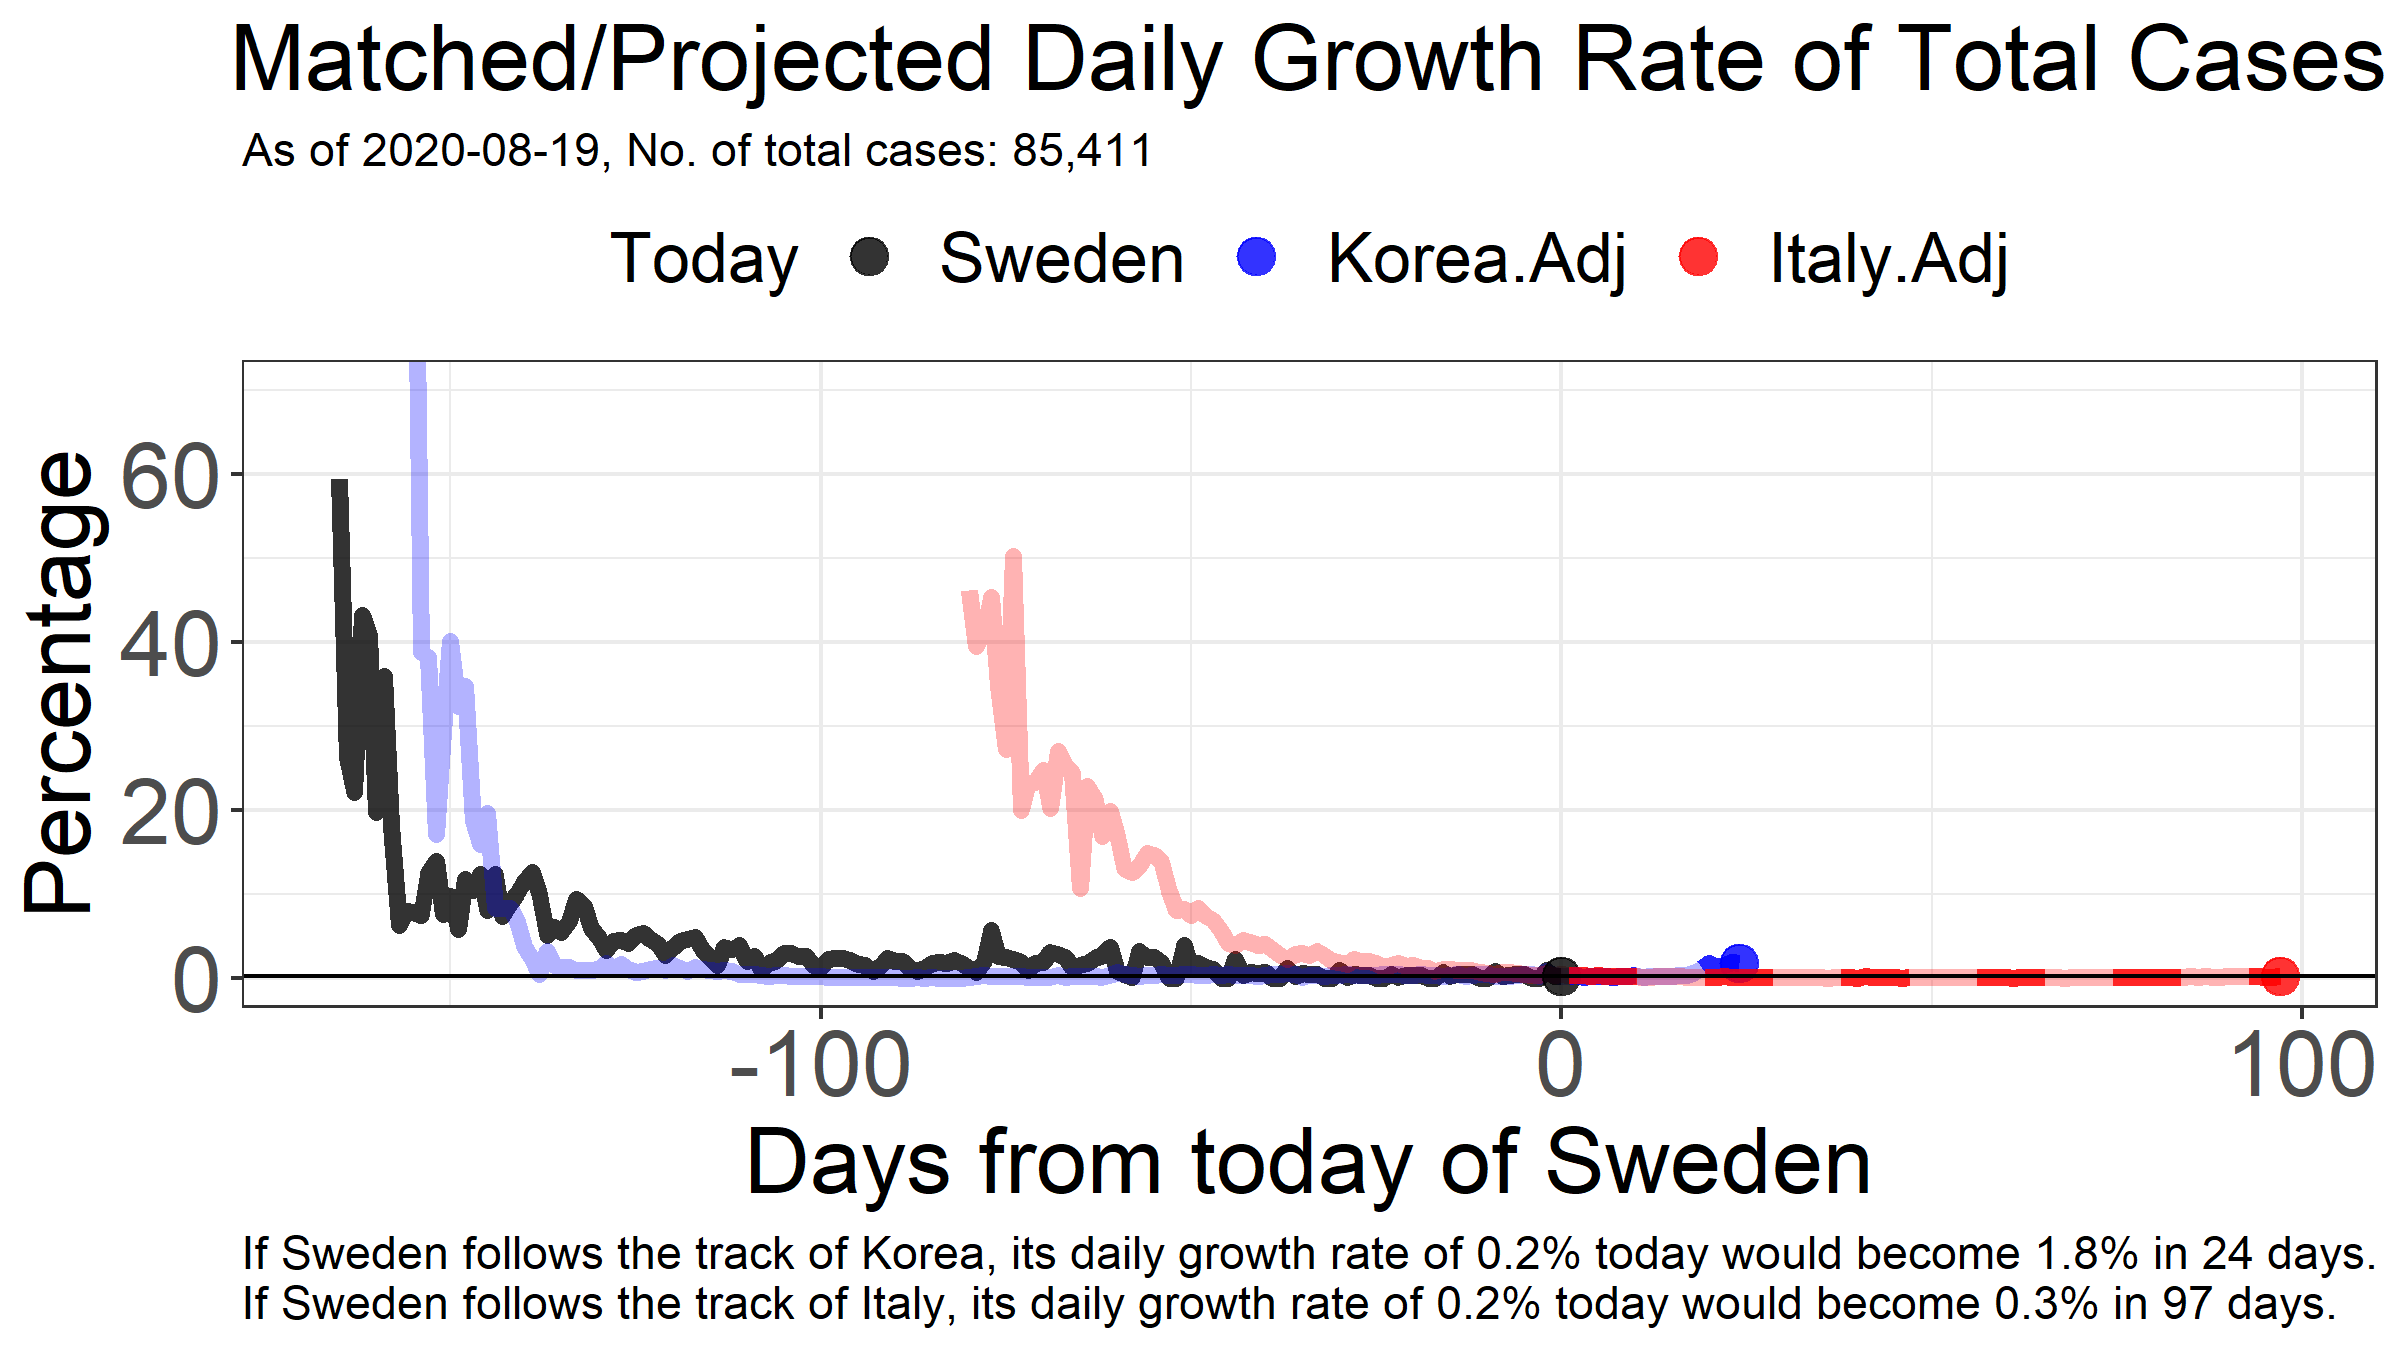 Matched/Projected Daily Growth Rate of Total Cases
As of 2020-08-19, No. of total cases: 85,411
Today Sweden Korea.Adj Italy.Adj
Percentage
60
40
20
0
-100 0 100
Days from today of Sweden
If Sweden follows the track of Korea, its daily growth rate of 0.2% today would become 1.8% in 24 days.
If Sweden follows the track of Italy, its daily growth rate of 0.2% today would become 0.3% in 97 days.